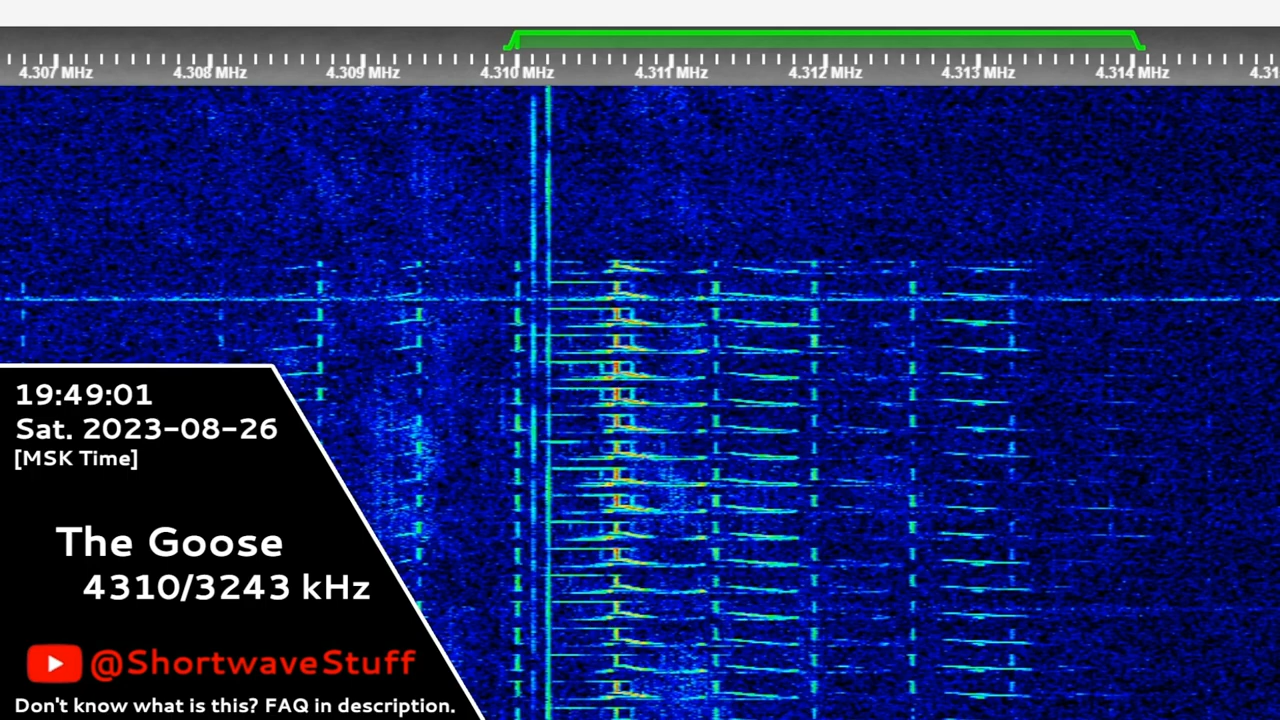 4.307 MHz 4.308 MHz 4.309 MHz 4.310 MHz 4.311 MHz 4.312 MHz 4.313 MHz 4.314 MHz 4.31
19:49:01
Sat. 2023-08-26
[MSK Time]
The Goose
4310/3243 kHz
@ShortwaveStuff
Don't know what is this? FAQ in description.